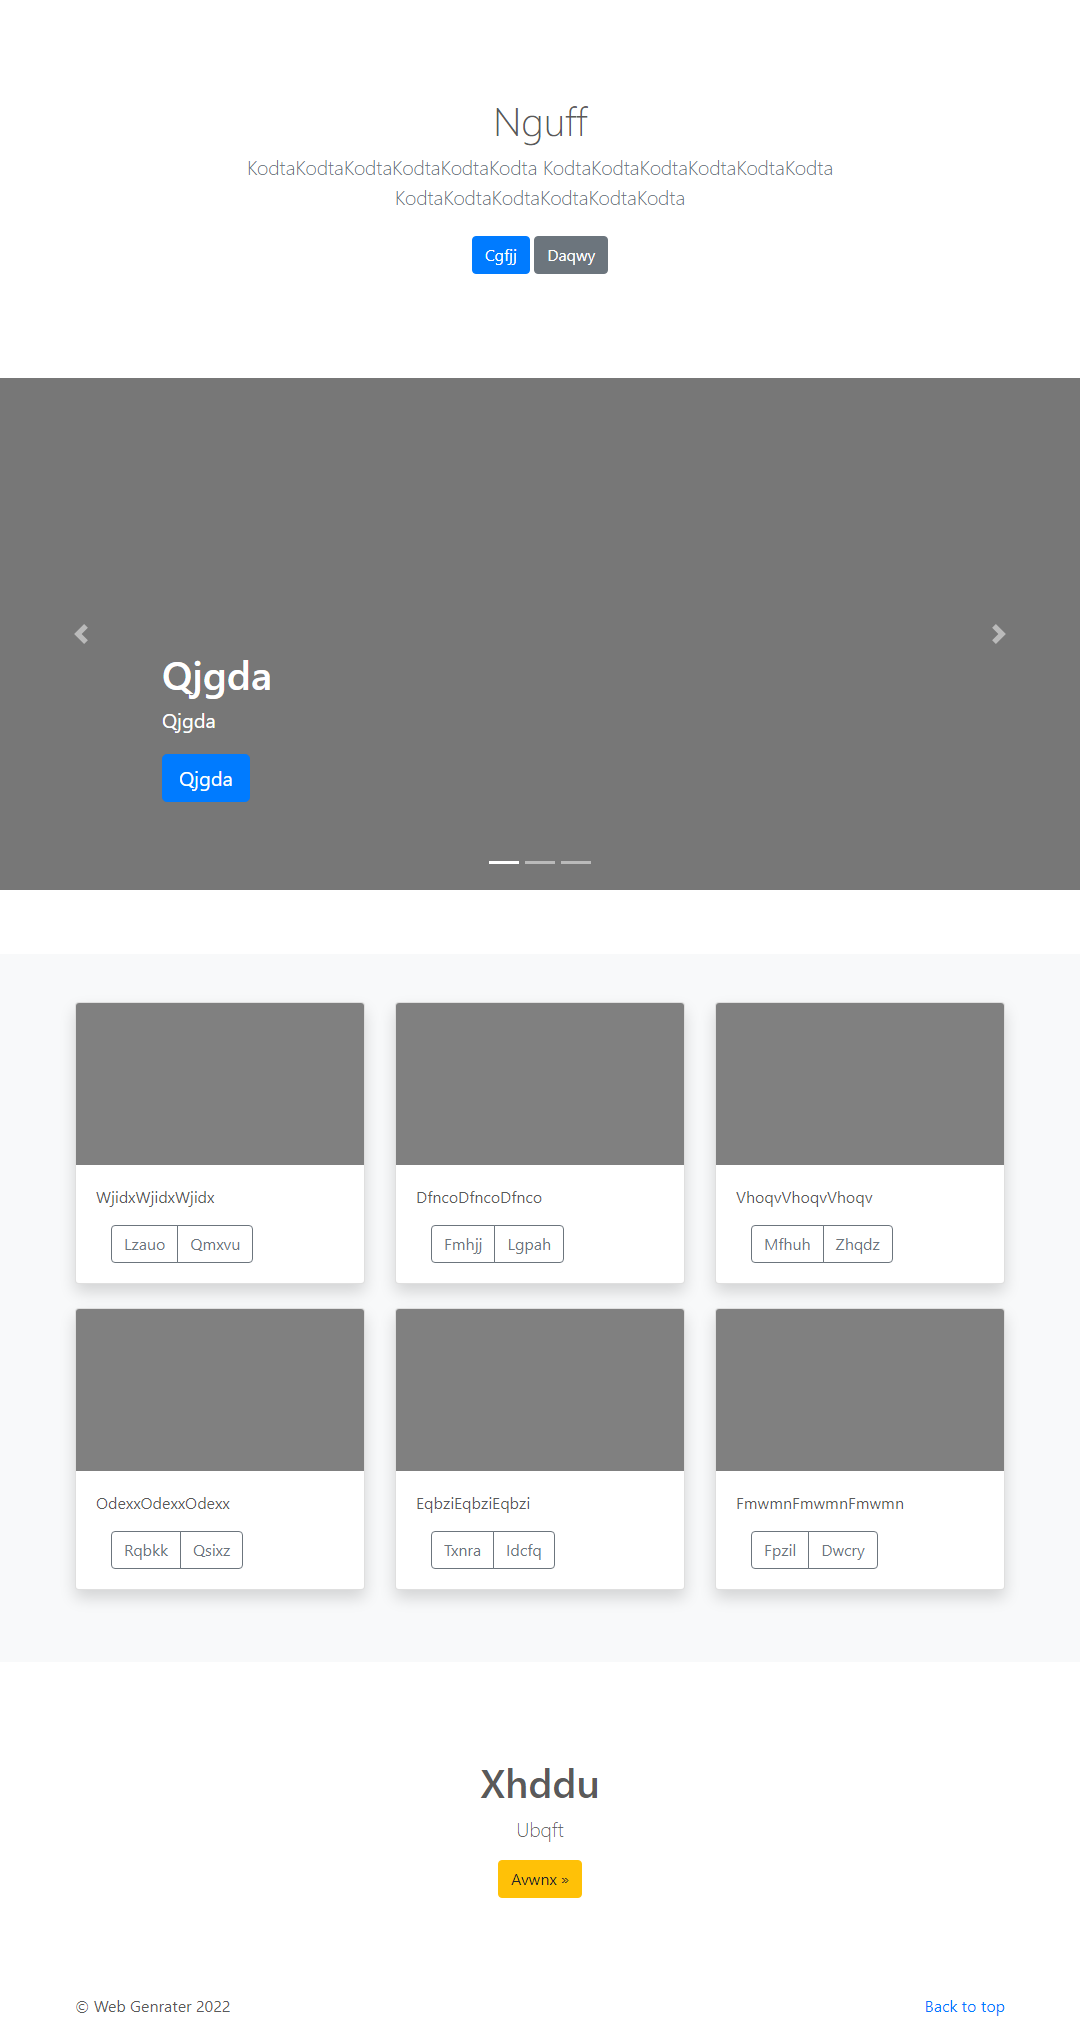 Nguff
KodtaKodtaKodtaKodtaKodtaKodta KodtaKodtaKodtaKodtaKodtaKodta
KodtaKodtaKodtaKodtaKodtaKodta
Cgfjj Daqwy
Qjgda
Qjgda
Qjgda
WjidxWjidxWjidx DfncoDfncoDfnco VhoqvVhoqvVhoqv
Lzauo Qmxvu Fmhjj Lgpah Mfhuh Zhqdz
OdexxOdexxOdexx EqbziEqbziEqbzi FmwmnFmwmnFmwmn
Rqbkk Qsixz Txnra Idcfq Fpzil Dwcry
Xhddu
Ubqft
Avwnx »
© Web Genrater 2022 Back to top